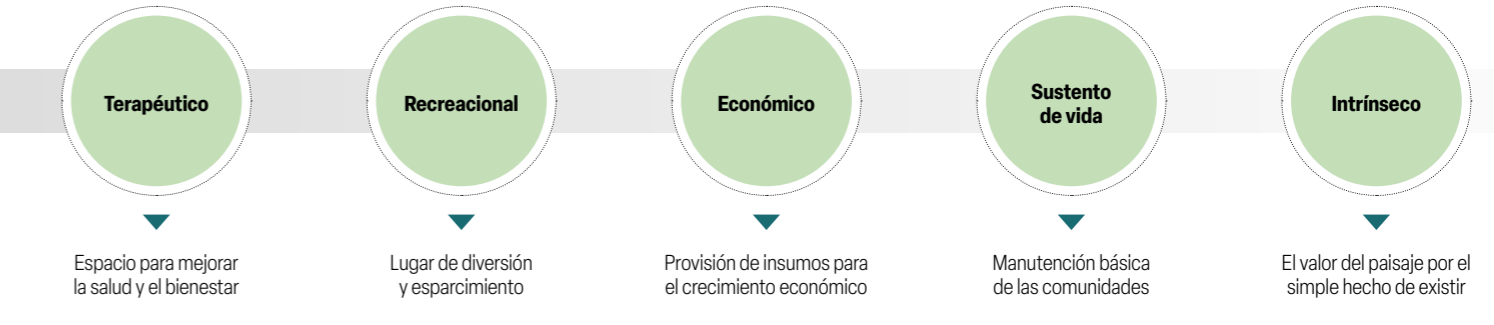 Terapéutico
Recreacional
Económico
Sustento
de vida
Intrínseco
Espacio para mejorar
la salud y el bienestar
Lugar de diversión
y esparcimiento
Provisión de insumos para
el crecimiento económico
Manutención básica
de las comunidades
El valor del paisaje por el
simple hecho de existir